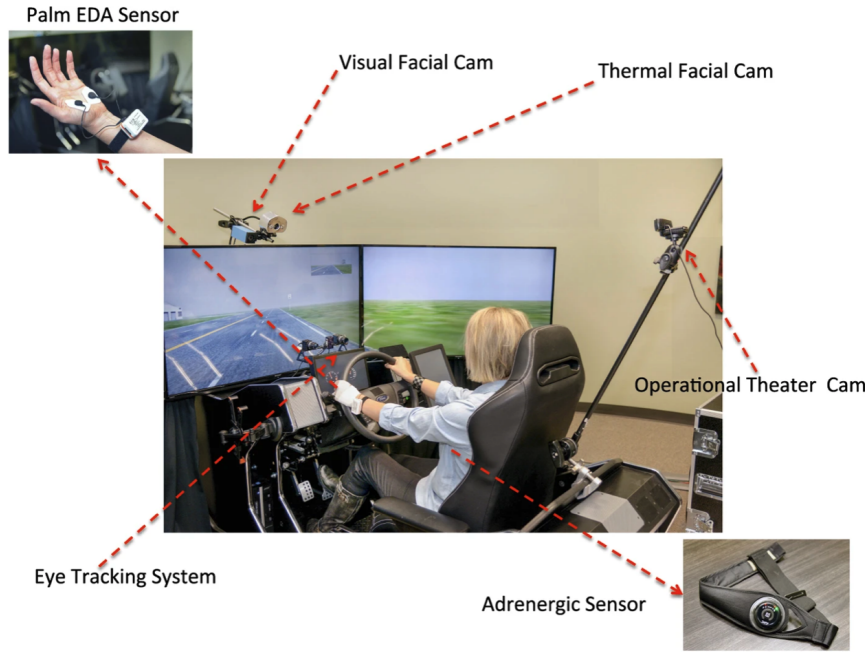 Palm EDA Sensor
Visual Facial Cam
Thermal Facial Cam
Operational Theater Cam
Eye Tracking System
Adrenergic Sensor